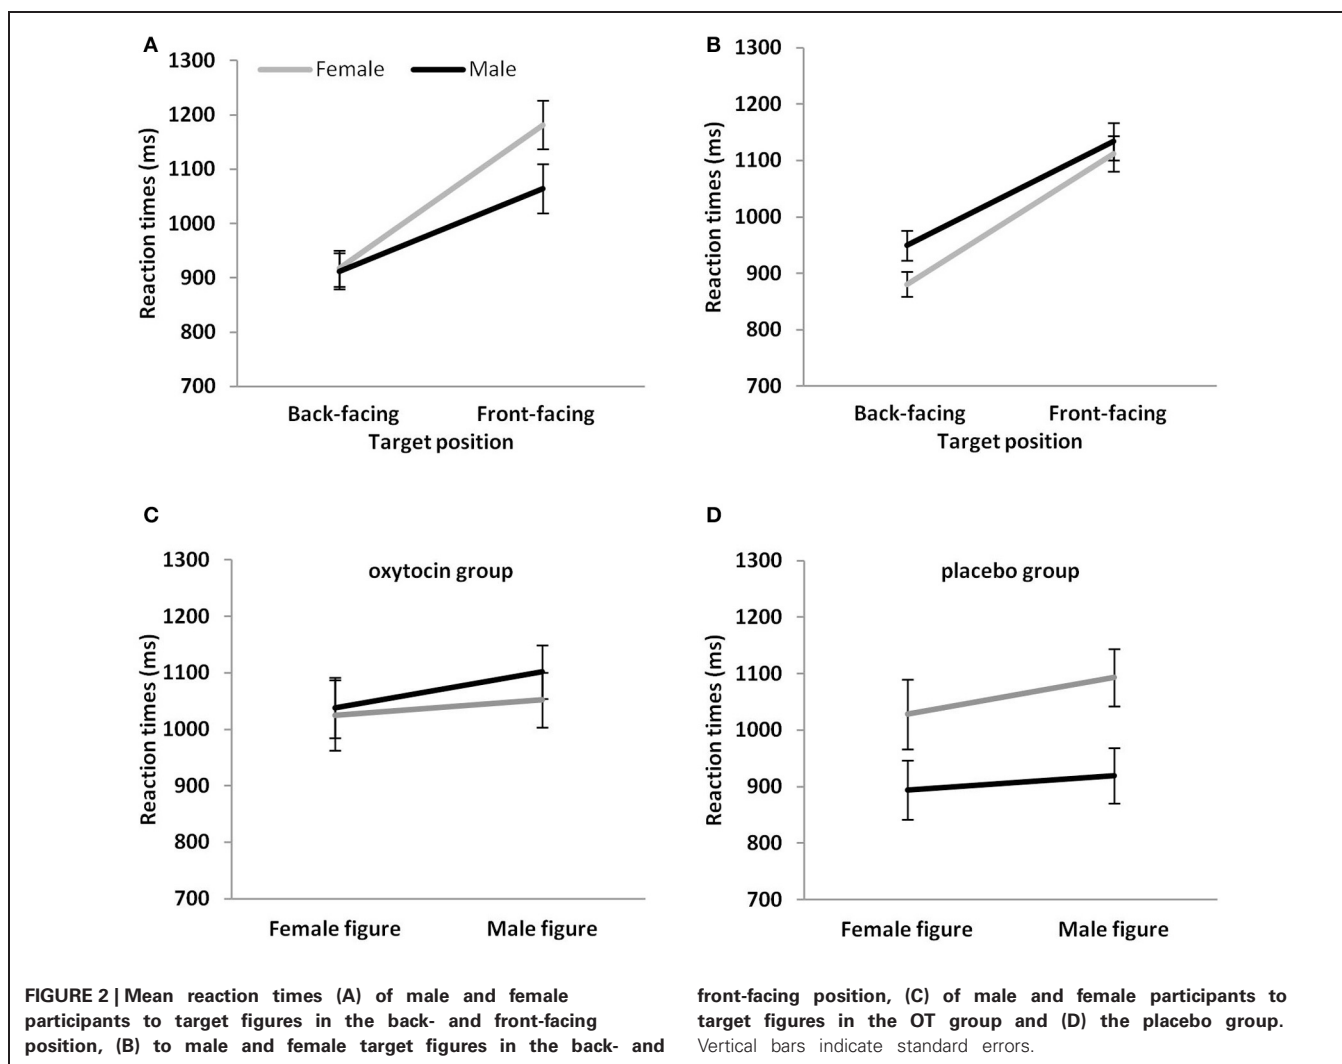 A
1300
1200
1100
1000
900
800
700
Reaction times (ms)
Female
Male
Back-facing
Front-facing
Target position
B
1300
1200
1100
1000
900
800
700
Reaction times (ms)
Back-facing
Front-facing
Target position
C
1300
1200
1100
1000
900
800
700
Reaction times (ms)
oxytocin group
Female figure
Male figure
D
1300
1200
1100
1000
900
800
700
Reaction times (ms)
placebo group
Female figure
Male figure
FIGURE 2 | Mean reaction times (A) of male and female
participants to target figures in the back- and front-facing
position, (B) to male and female target figures in the back- and
front-facing position, (C) of male and female participants to
target figures in the OT group and (D) the placebo group.
Vertical bars indicate standard errors.